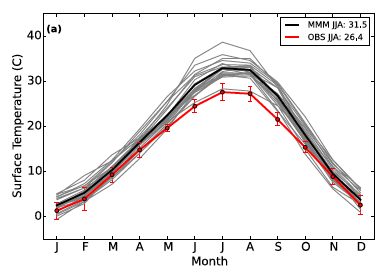 (a)
MMM JJA: 31.5
OBS JJA: 26,4
Surface Temperature (C)
40
30
20
10
0
J F M A M J J A S O N D
Month